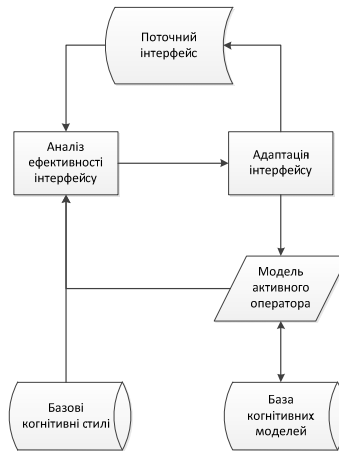 Поточний
інтерфейс
Аналіз
ефективності
інтерфейсу
Адаптація
інтерфейсу
Модель
активного
оператора
Базові
когнітивні стилі
База
когнітивних
моделей